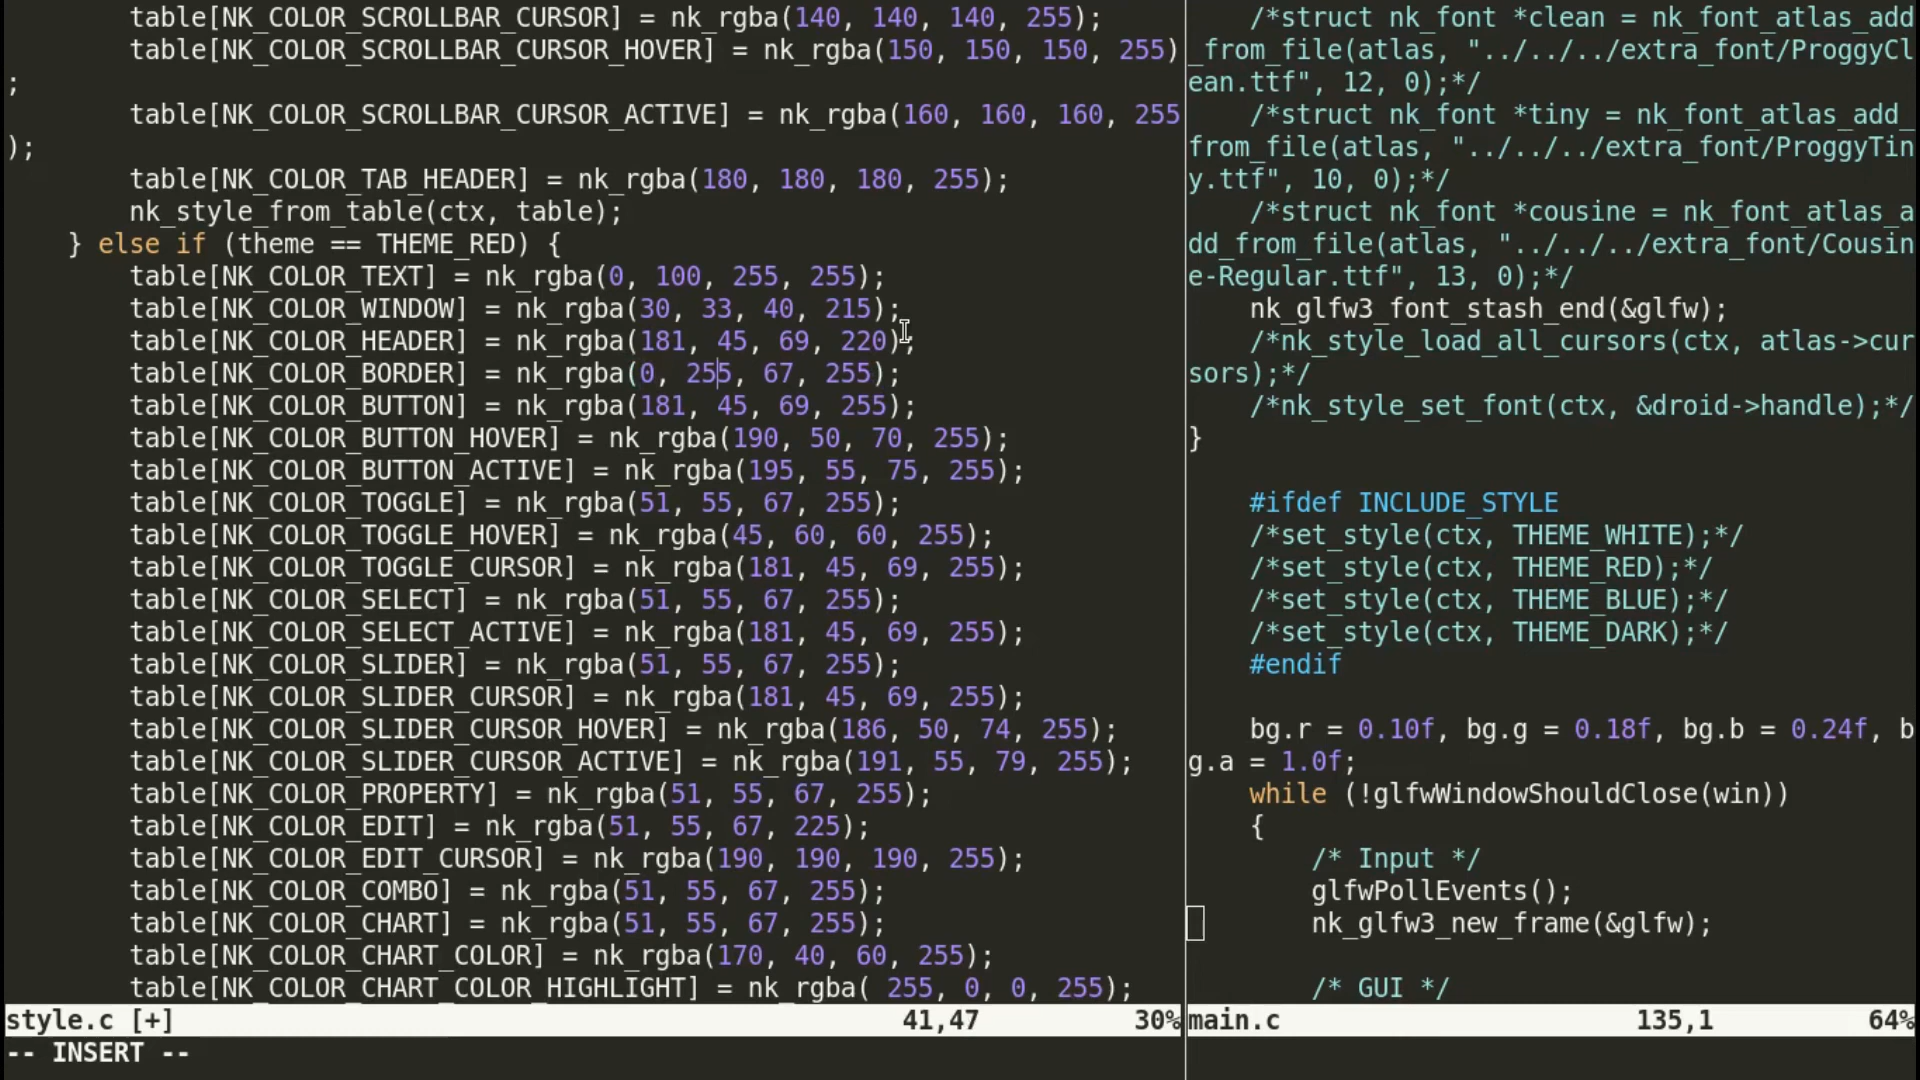 table[NK_COLOR_SCROLLBAR_CURSOR] = nk_rgba(140, 140, 140, 255);
table[NK_COLOR_SCROLLBAR_CURSOR_HOVER] = nk_rgba(150, 150, 150, 255)
;
table[NK_COLOR_SCROLLBAR_CURSOR_ACTIVE] = nk_rgba(160, 160, 160, 255
);
table[NK_COLOR_TAB_HEADER] = nk_rgba(180, 180, 180, 255);
nk_style_from_table(ctx, table);
} else if (theme == THEME_RED) {
table[NK_COLOR_TEXT] = nk_rgba(0, 100, 255, 255);
table[NK_COLOR_WINDOW] = nk_rgba(30, 33, 40, 215);
table[NK_COLOR_HEADER] = nk_rgba(181, 45, 69, 220);
table[NK_COLOR_BORDER] = nk_rgba(0, 255, 67, 255);
table[NK_COLOR_BUTTON] = nk_rgba(181, 45, 69, 255);
table[NK_COLOR_BUTTON_HOVER] = nk_rgba(190, 50, 70, 255);
table[NK_COLOR_BUTTON_ACTIVE] = nk_rgba(195, 55, 75, 255);
table[NK_COLOR_TOGGLE] = nk_rgba(51, 55, 67, 255);
table[NK_COLOR_TOGGLE_HOVER] = nk_rgba(45, 60, 60, 255);
table[NK_COLOR_TOGGLE_CURSOR] = nk_rgba(181, 45, 69, 255);
table[NK_COLOR_SELECT] = nk_rgba(51, 55, 67, 255);
table[NK_COLOR_SELECT_ACTIVE] = nk_rgba(181, 45, 69, 255);
table[NK_COLOR_SLIDER] = nk_rgba(51, 55, 67, 255);
table[NK_COLOR_SLIDER_CURSOR] = nk_rgba(181, 45, 69, 255);
table[NK_COLOR_SLIDER_CURSOR_HOVER] = nk_rgba(186, 50, 74, 255);
table[NK_COLOR_SLIDER_CURSOR_ACTIVE] = nk_rgba(191, 55, 79, 255);
table[NK_COLOR_PROPERTY] = nk_rgba(51, 55, 67, 255);
table[NK_COLOR_EDIT] = nk_rgba(51, 55, 67, 225);
table[NK_COLOR_EDIT_CURSOR] = nk_rgba(190, 190, 190, 255);
table[NK_COLOR_COMBO] = nk_rgba(51, 55, 67, 255);
table[NK_COLOR_CHART] = nk_rgba(51, 55, 67, 255);
table[NK_COLOR_CHART_COLOR] = nk_rgba(170, 40, 60, 255);
table[NK_COLOR_CHART_COLOR_HIGHLIGHT] = nk_rgba( 255, 0, 0, 255);
style.c [+] 41,47 30%
-- INSERT --
/*struct nk_font *clean = nk_font_atlas_add
_from_file(atlas, "../../../extra_font/ProggyCl
ean.ttf", 12, 0);*/
/*struct nk_font *tiny = nk_font_atlas_add_
from_file(atlas, "../../../extra_font/ProggyTin
y.ttf", 10, 0);*/
/*struct nk_font *cousine = nk_font_atlas_a
dd_from_file(atlas, "../../../extra_font/Cousin
e-Regular.ttf", 13, 0);*/
nk_glfw3_font_stash_end(&glfw);
/*nk_style_load_all_cursors(ctx, atlas->cur
sors);*/
/*nk_style_set_font(ctx, &droid->handle);*/
}
#ifdef INCLUDE_STYLE
/*set_style(ctx, THEME_WHITE);*/
/*set_style(ctx, THEME_RED);*/
/*set_style(ctx, THEME_BLUE);*/
/*set_style(ctx, THEME_DARK);*/
#endif
bg.r = 0.10f, bg.g = 0.18f, bg.b = 0.24f, b
g.a = 1.0f;
while (!glfwWindowShouldClose(win))
{
/* Input */
glfwPollEvents();
nk_glfw3_new_frame(&glfw);
/* GUI */
main.c 135,1 64%